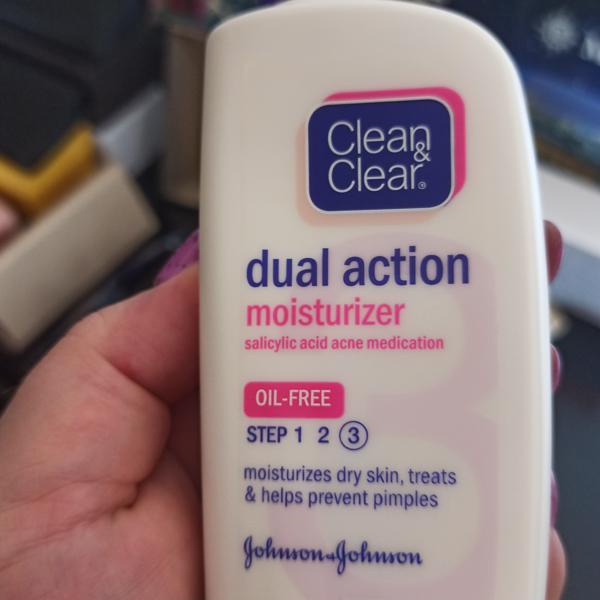 Clean
&
Clear®
dual action
moisturizer
salicylic acid acne medication
OIL-FREE
STEP 1 2 3
moisturizes dry skin, treats
& helps prevent pimples
Johnson & Johnson